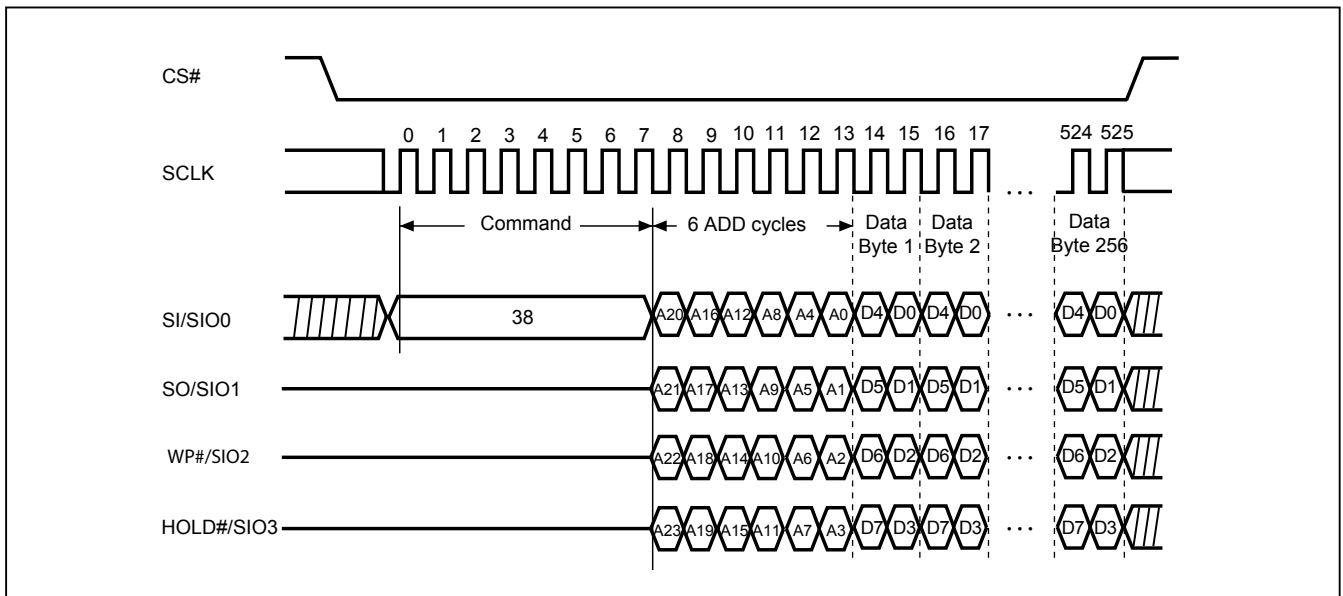 CS#
0 1 2 3 4 5 6 7 8 9 10 11 12 13 14 15 16 17 524 525
SCLK
...
Command 6 ADD cycles Data Byte 1 Data Byte 2 Data Byte 256
SI/SIO0 38 A20 A16 A12 A8 A4 A0 D4 D0 D4 D0 ... D4 D0
SO/SIO1 A21 A17 A13 A9 A5 A1 D5 D1 D5 D1 ... D5 D1
WP#/SIO2 A22 A18 A14 A10 A6 A2 D6 D2 D6 D2 ... D6 D2
HOLD#/SIO3 A23 A19 A15 A11 A7 A3 D7 D3 D7 D3 ... D7 D3